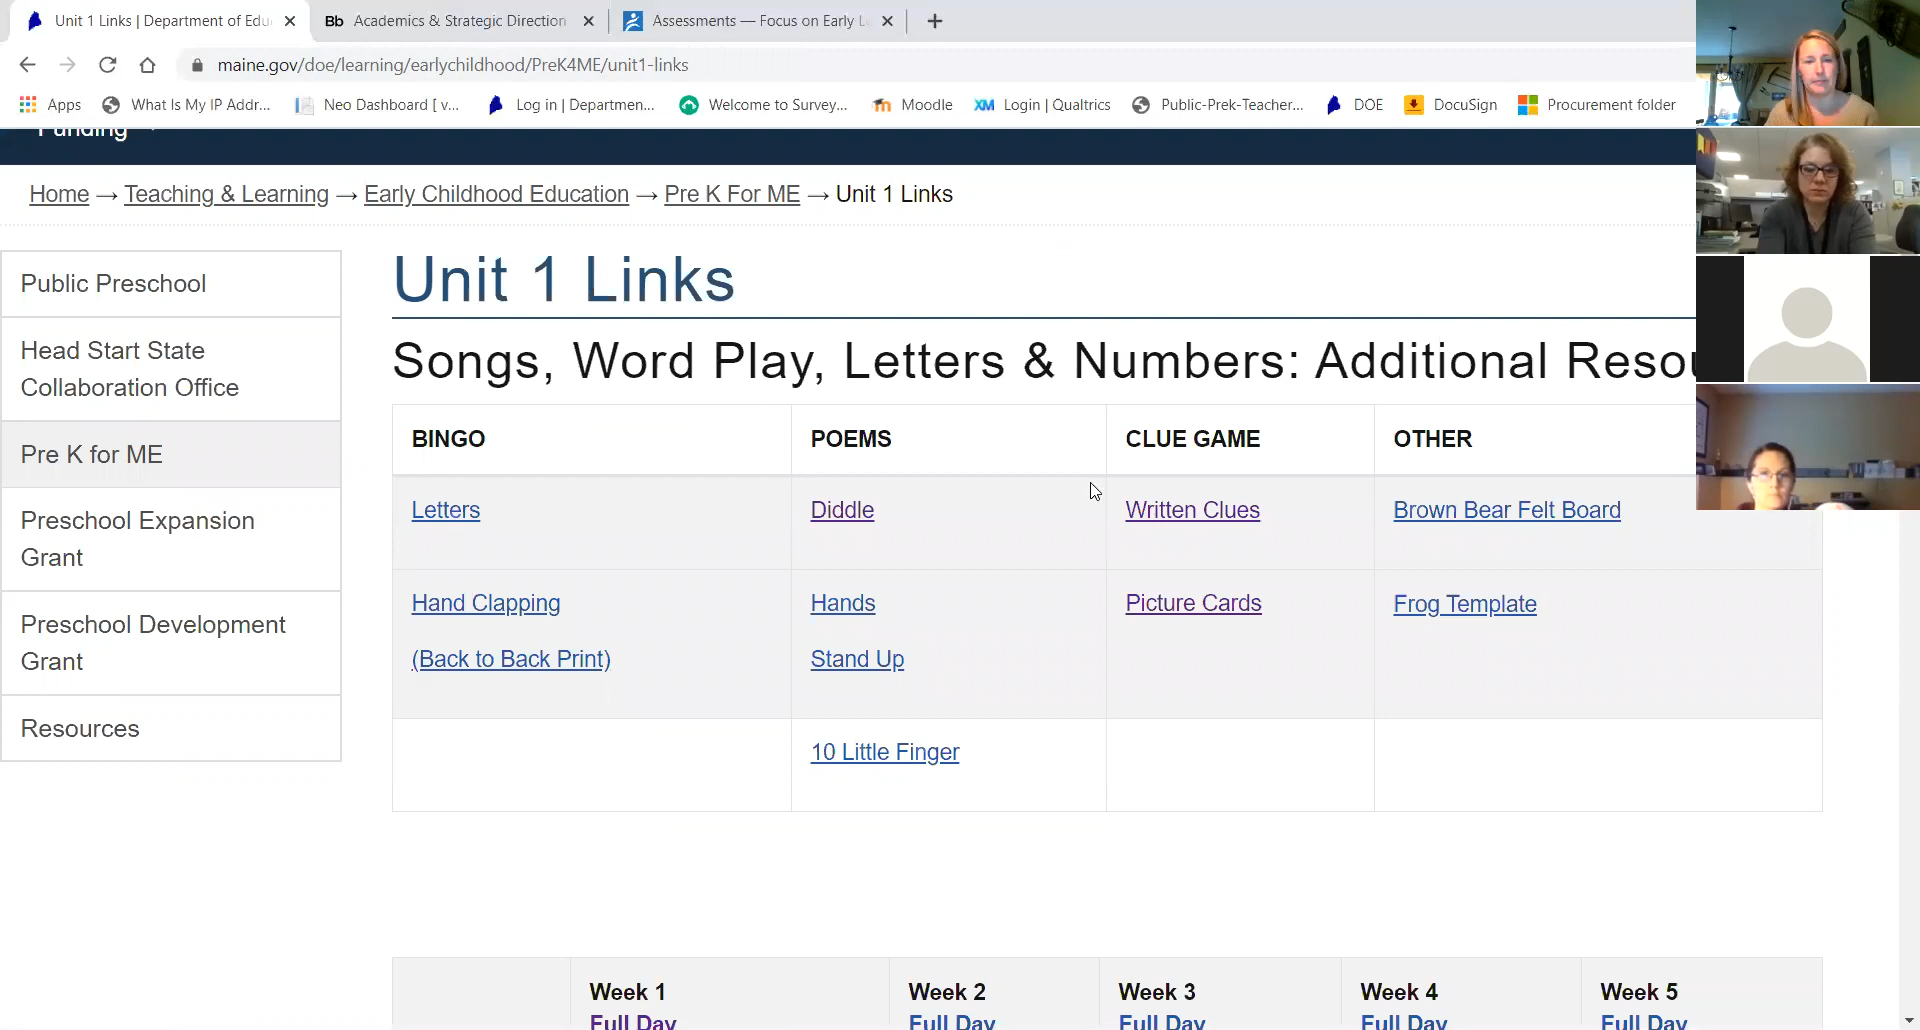 Unit 1 Links | Department of Edu
Bb Academics & Strategic Direction
Assessments — Focus on Early L
maine.gov/doe/learning/earlychildhood/PreK4ME/unit1-links
Apps What Is My IP Addr... Neo Dashboard [ v... Log in | Departmen... Welcome to Survey... Moodle XM Login | Qualtrics Public-Prek-Teacher... DOE DocuSign Procurement folder
Funding
Home → Teaching & Learning → Early Childhood Education → Pre K For ME → Unit 1 Links
Public Preschool
Head Start State
Collaboration Office
Pre K for ME
Preschool Expansion
Grant
Preschool Development
Grant
Resources
Unit 1 Links
Songs, Word Play, Letters & Numbers: Additional Resou
BINGO POEMS CLUE GAME OTHER
Letters Diddle Written Clues Brown Bear Felt Board
Hand Clapping Hands Picture Cards Frog Template
(Back to Back Print) Stand Up
10 Little Finger
Week 1 Week 2 Week 3 Week 4 Week 5
Full Day Full Day Full Day Full Day Full Day